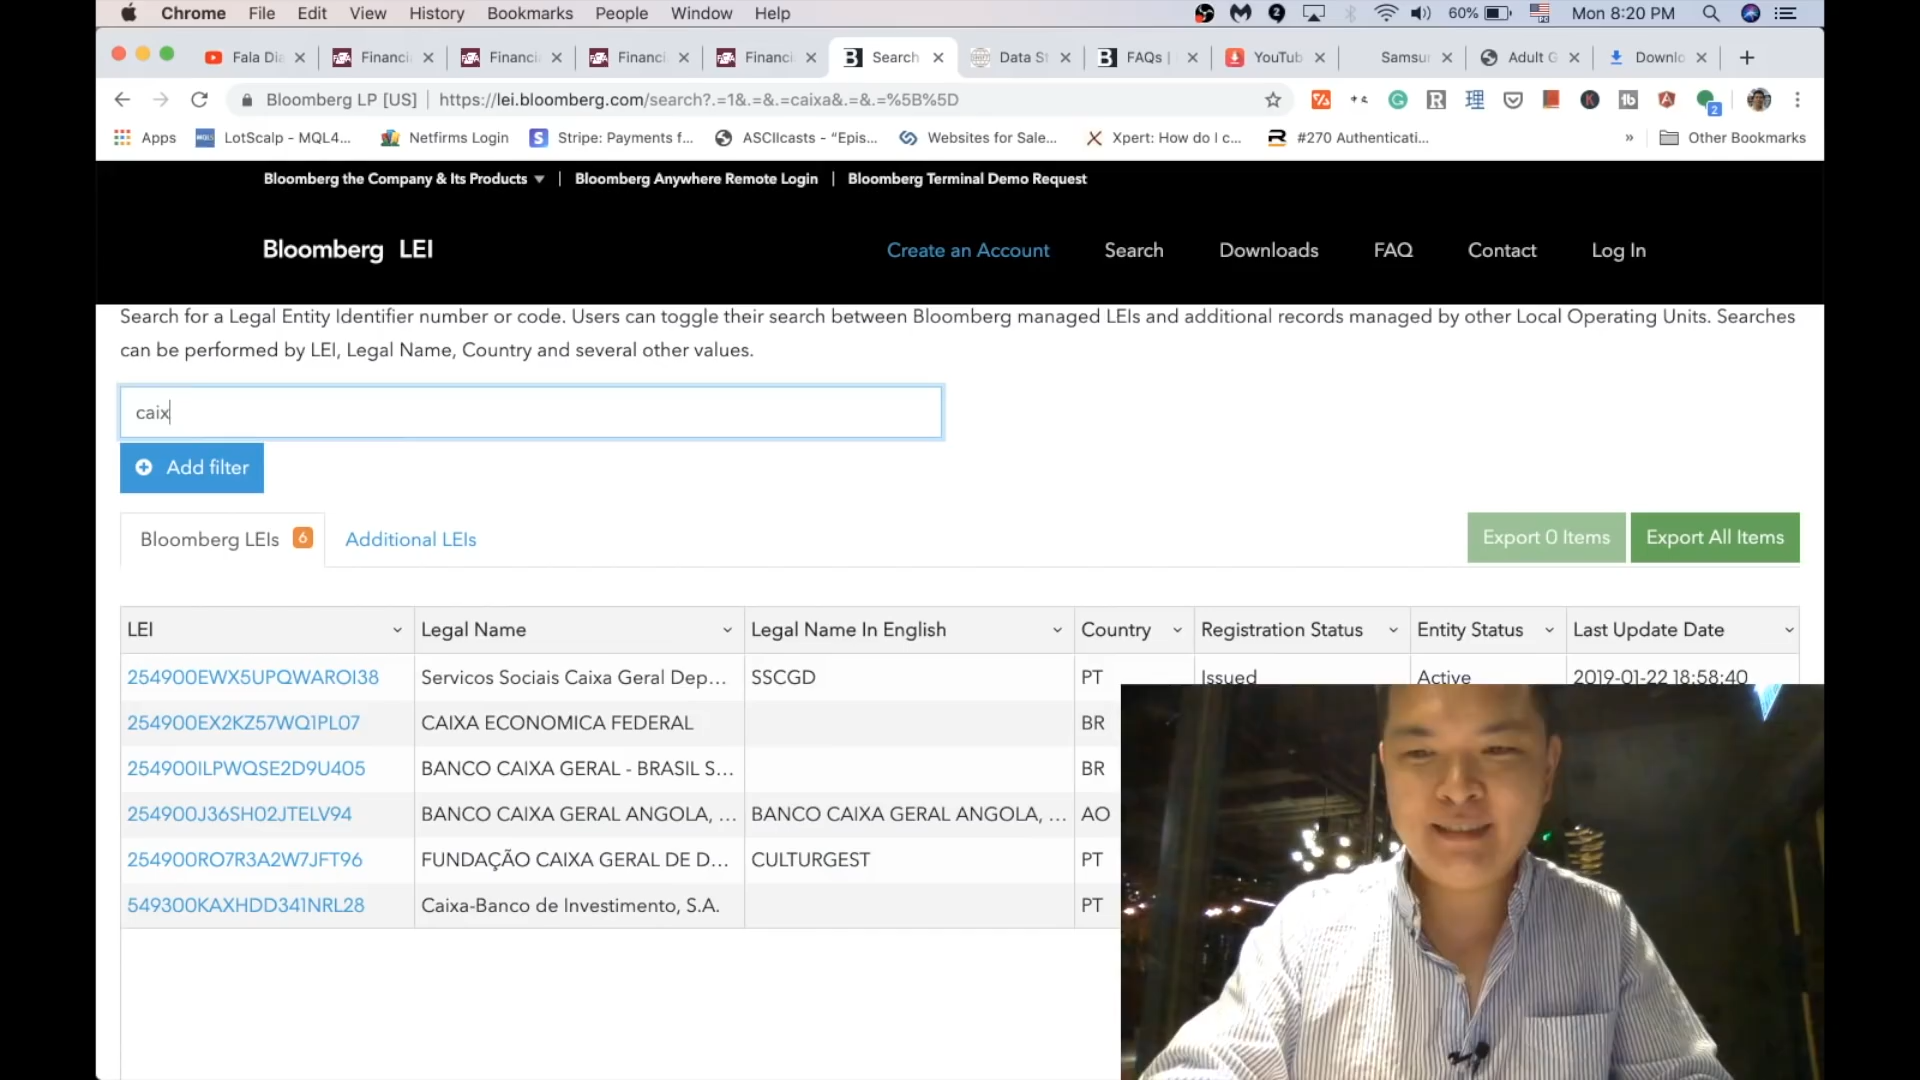 Chrome File Edit View History Bookmarks People Window Help 2 60% Mon 8:20 PM
Fala Dia Financi Financi Financi Financi Search Data St FAQs | YouTub Samsur Adult G Downlo
Bloomberg LP [US] https://lei.bloomberg.com/search?.=1&.=&.=caixa&.=&.=%5B%5D 2
Apps LotScalp - MQL4... Netfirms Login Stripe: Payments f... ASCIIcasts - “Epis... Websites for Sale... Xpert: How do I c... #270 Authenticati... » Other Bookmarks
Bloomberg the Company & Its Products | Bloomberg Anywhere Remote Login | Bloomberg Terminal Demo Request
Bloomberg LEI Create an Account Search Downloads FAQ Contact Log In
Search for a Legal Entity Identifier number or code. Users can toggle their search between Bloomberg managed LEIs and additional records managed by other Local Operating Units. Searches
can be performed by LEI, Legal Name, Country and several other values.
caix
Add filter
Bloomberg LEIs 6 Additional LEIs Export 0 Items Export All Items
LEI Legal Name Legal Name In English Country Registration Status Entity Status Last Update Date
254900EWX5UPQWAROI38 Servicos Sociais Caixa Geral Dep... SSCGD PT Issued Active 2019-01-22 18:58:40
254900EX2KZ57WQ1PL07 CAIXA ECONOMICA FEDERAL BR
254900ILPWQSE2D9U405 BANCO CAIXA GERAL - BRASIL S... BR
254900J36SH02JTELV94 BANCO CAIXA GERAL ANGOLA, ... BANCO CAIXA GERAL ANGOLA, ... AO
254900RO7R3A2W7JFT96 FUNDAÇÃO CAIXA GERAL DE D... CULTURGEST PT
549300KAXHDD341NRL28 Caixa-Banco de Investimento, S.A. PT